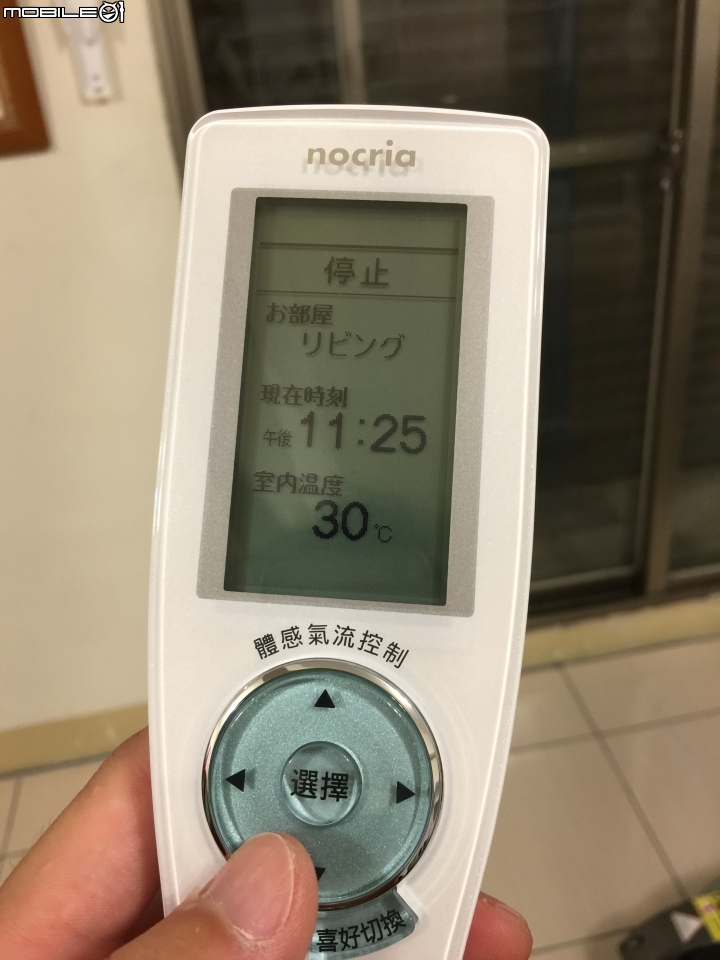 MOBILE01
nocria
停止
お部屋
リビング
現在時刻
午後 11:25
室内温度
30℃
體感氣流控制
選擇
喜好切換